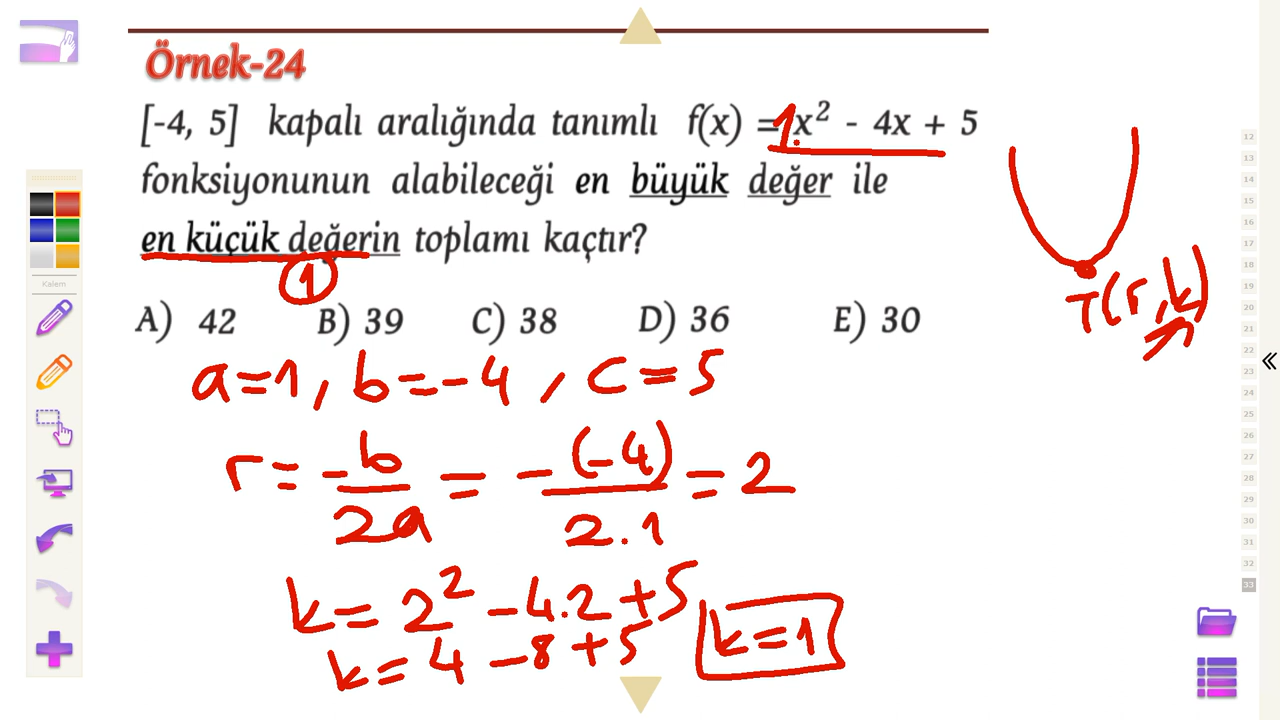 Örnek-24
[-4, 5] kapalı aralığında tanımlı f(x) = 1x² - 4x + 5
fonksiyonunun alabileceği en büyük değer ile
en küçük değerin toplamı kaçtır?
1
A) 42 B) 39 C) 38 D) 36 E) 30
T(r, k)
a=1, b=-4, c=5
r = -b/2a = -(-4)/2.1 = 2
k = 2² -4.2 +5
k = 4 -8 +5
k=1
Kalem
12
13
14
15
16
17
18
19
20
21
22
23
24
25
26
27
28
29
30
31
32
33